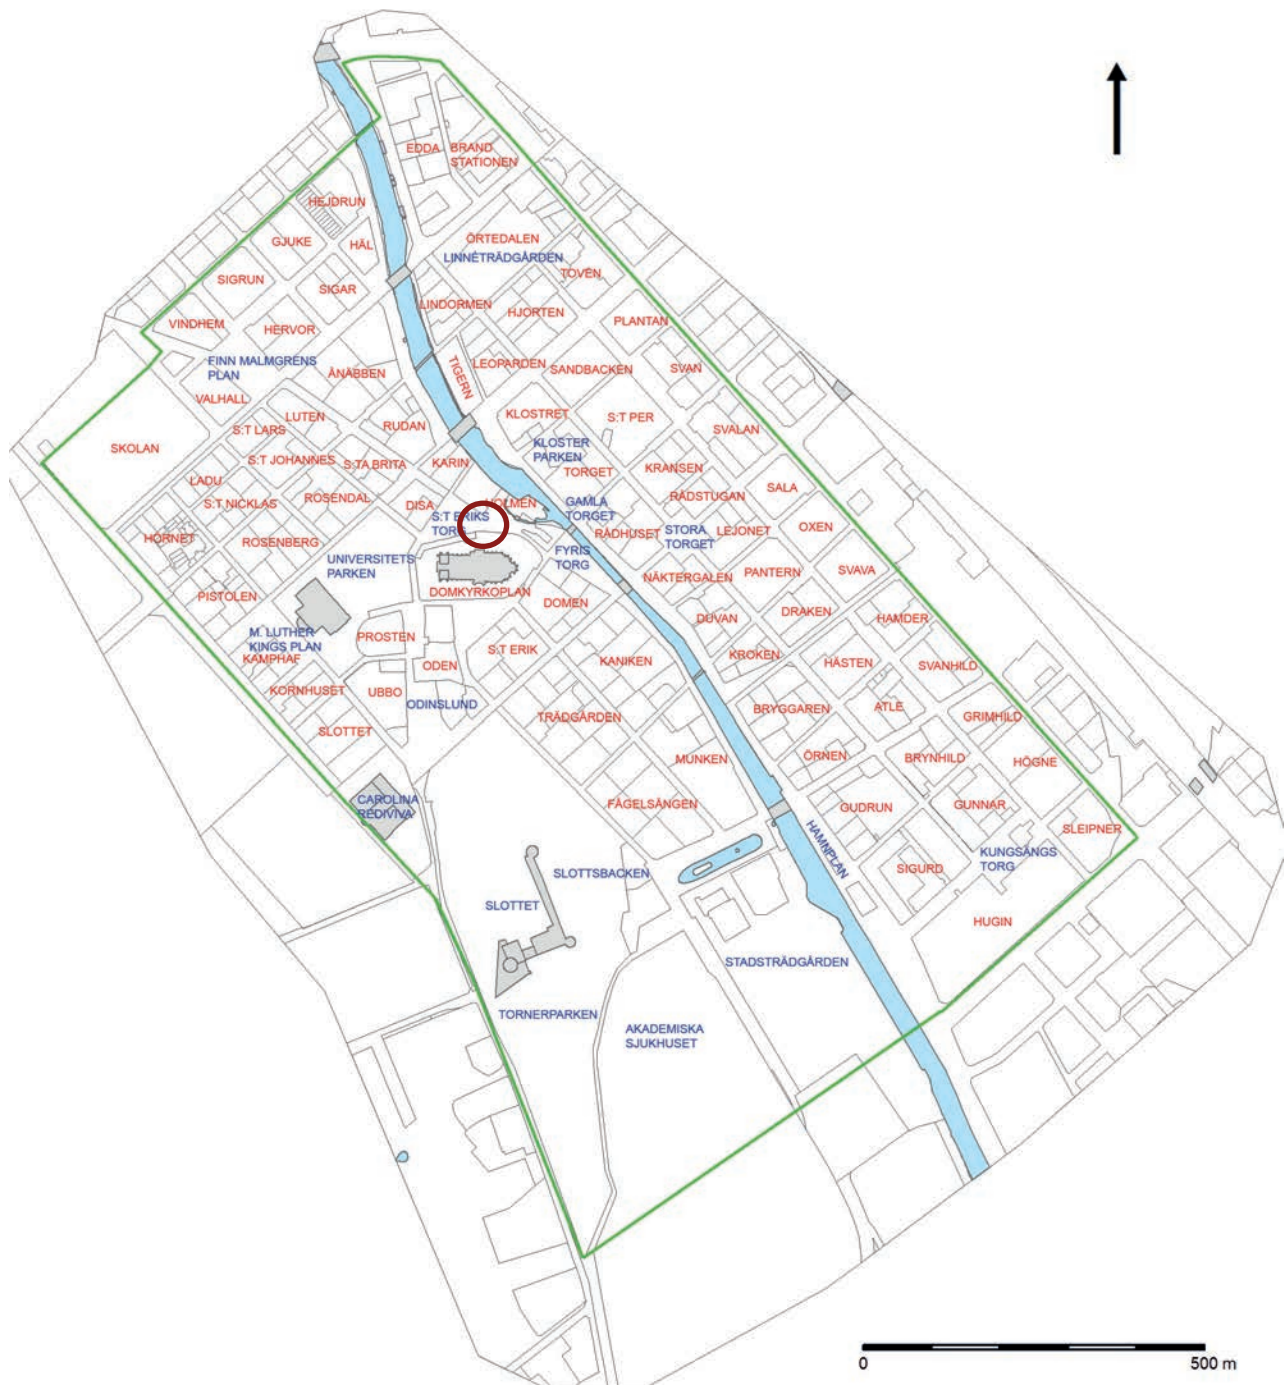 EDDA
BRAND
STATIONEN
HEJDRUN
GJUKE
HÄL
ÖRTEDALEN
LINNÉTRÄDGÅRDEN
TOVEN
SIGRUN
SIGAR
LINDORMEN
HJORTEN
PLANTAN
VINDHEM
HERVOR
FINN MALMGRENS
PLAN
ÅNABBEN
TIGERN
LEOPARDEN
SANDBACKEN
SVAN
VALHALL
LUTEN
RUDAN
KLOSTRET
S:T PER
SVALAN
SKOLAN
S:T LARS
S:T JOHANNES
S:TA BRITA
KARIN
KLOSTER
PARKEN
TORGET
KRANSEN
LADU
S:T NICKLAS
ROSENDAL
DISA
HOLMEN
GAMLA
TORGET
RÅDSTUGAN
SALA
S:T ERIKS
TORG
HORNET
ROSENBERG
RÅDHUSET
STORA
TORGET
LEJONET
OXEN
UNIVERSITETS
PARKEN
FYRIS
TORG
DOMKYRKOPLAN
DOMEN
NÄKTERGALEN
PANTERN
SVAVA
PISTOLEN
DUVAN
DRAKEN
HAMDER
M. LUTHER
KINGS PLAN
KAMPHAF
PROSTEN
ODEN
S:T ERIK
KANIKEN
KROKEN
HÄSTEN
SVANHILD
KORNHUSET
UBBO
ODINSLUND
SLOTTET
TRÄDGÅRDEN
BRYGGAREN
ATLE
GRIMHILD
MUNKEN
ÖRNEN
BRYNHILD
HÖGNE
CAROLINA
REDIVIVA
FÅGELSÅNGEN
GUDRUN
GUNNAR
SLEIPNER
HAMNPLAN
SLOTTSBACKEN
SIGURD
KUNGSÄNGS
TORG
SLOTTET
HUGIN
STADSTRÄDGÅRDEN
TORNERPARKEN
AKADEMISKA
SJUKHUSET
0
500 m